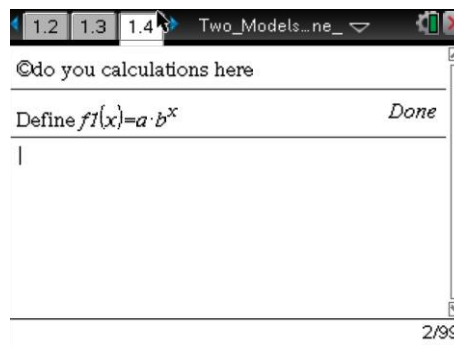 1.2 1.3 1.4 Two_Models…ne_
©do you calculations here
Define f1(x)=a·b^x Done
2/99